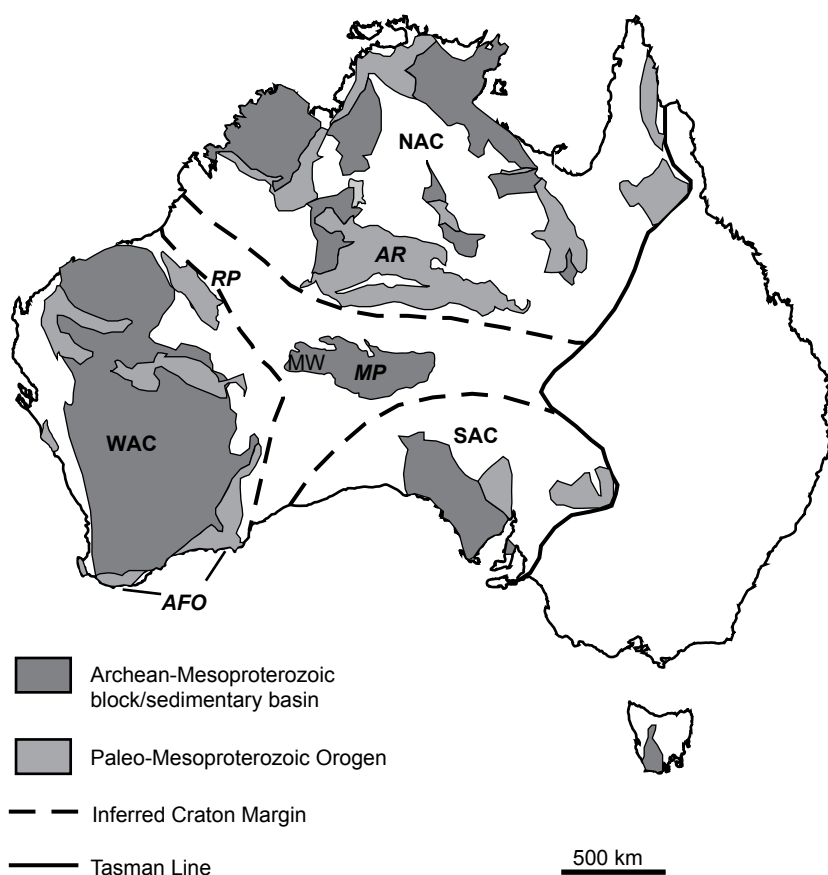 NAC
AR
RP
MW
MP
WAC
SAC
AFO
Archean-Mesoproterozoic
block/sedimentary basin
Paleo-Mesoproterozoic Orogen
Inferred Craton Margin
Tasman Line
500 km